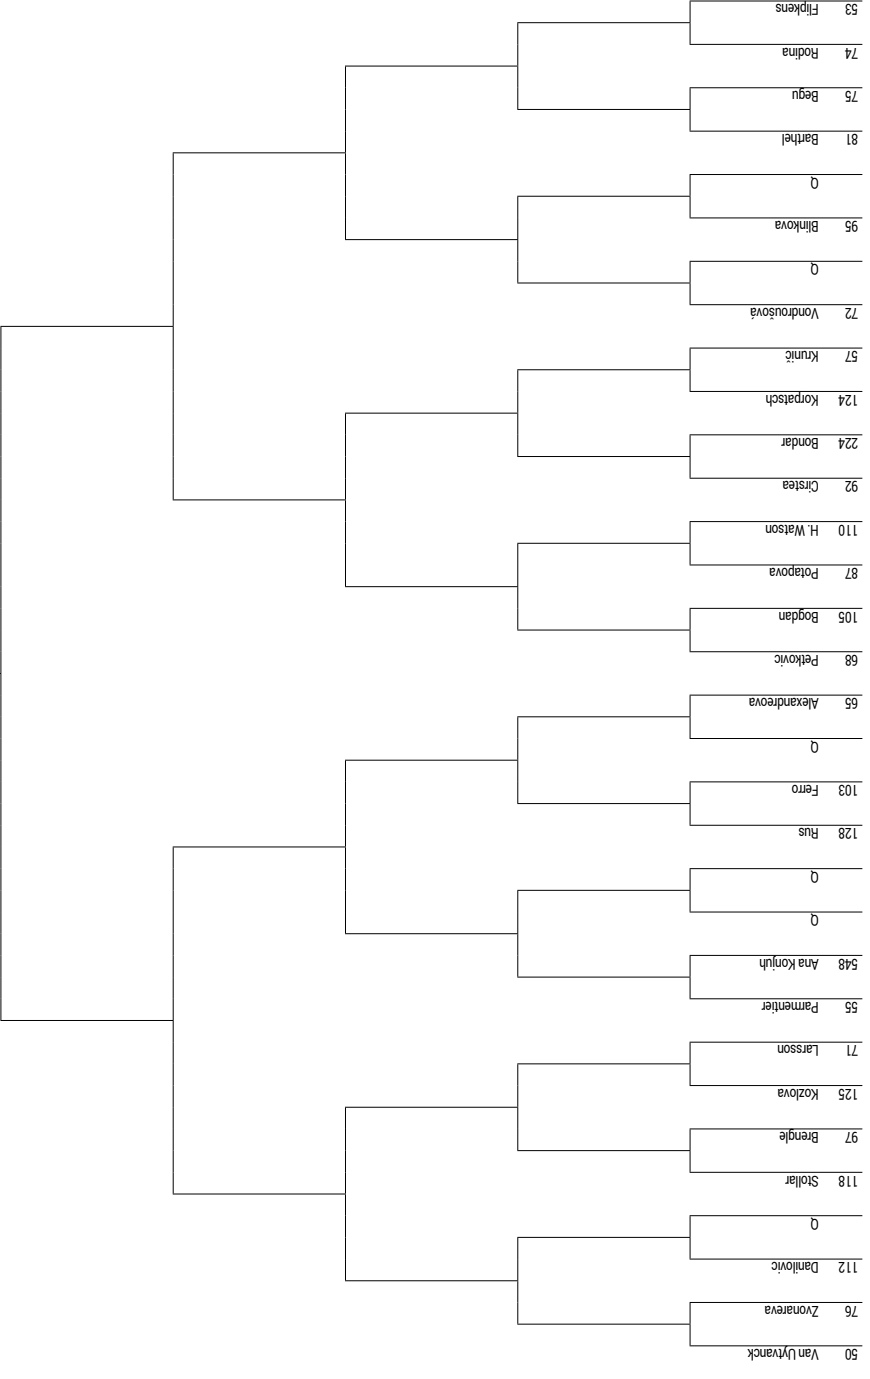 50 Van Uytvanck
76 Zvonareva
112 Danilovic
Q
118 Stollar
97 Brengle
125 Kozlova
71 Larsson
55 Parmentier
548 Ana Konjuh
Q
Q
128 Rus
103 Ferro
Q
65 Alexandreova
68 Petkovic
105 Bogdan
87 Potapova
110 H. Watson
92 Cirstea
224 Bondar
124 Korpatsch
57 Krunič
72 Vondroušová
Q
95 Blinkova
Q
81 Barthel
75 Begu
74 Rodina
53 Flipkens